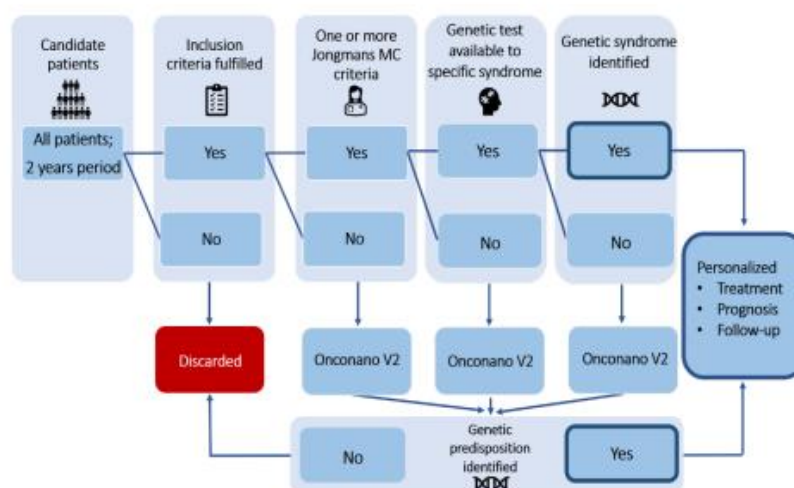 Candidate
patients
All patients;
2 years period
Inclusion
criteria fulfilled
Yes
No
One or more
Jongmans MC
criteria
Yes
No
Genetic test
available to
specific syndrome
Yes
No
Genetic syndrome
identified
Yes
No
Personalized
• Treatment
• Prognosis
• Follow-up
Discarded
Onconano V2
Onconano V2
Onconano V2
No
Genetic
predisposition
identified
Yes